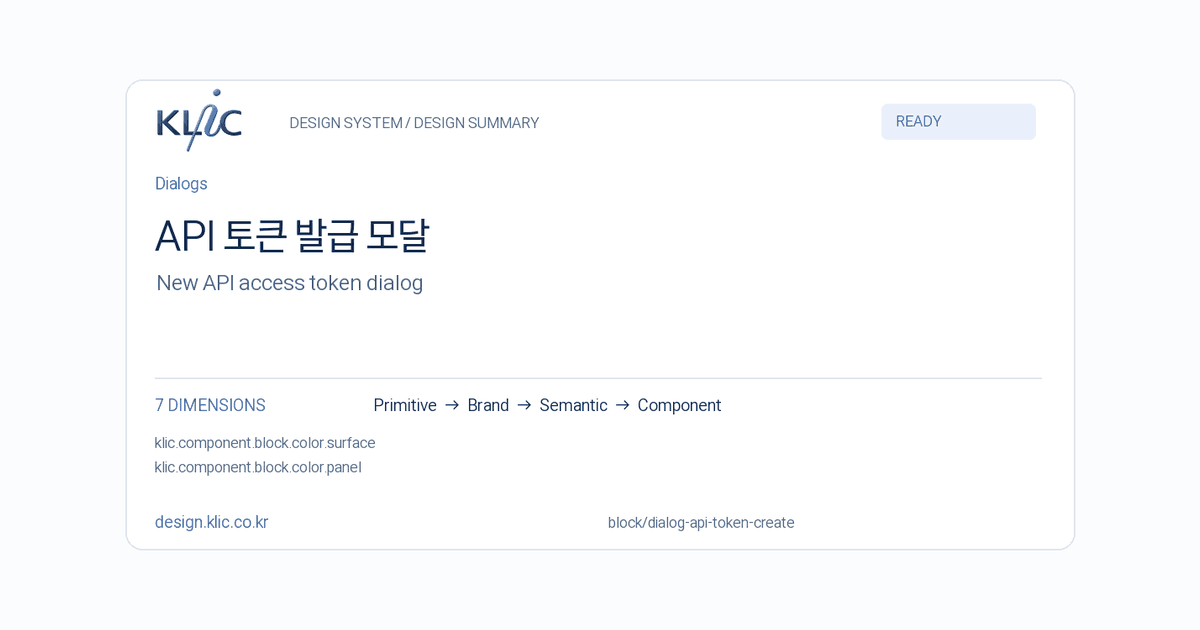 KLiC
DESIGN SYSTEM / DESIGN SUMMARY
READY
Dialogs
API 토큰 발급 모달
New API access token dialog
7 DIMENSIONS
Primitive → Brand → Semantic → Component
klic.component.block.color.surface
klic.component.block.color.panel
design.klic.co.kr
block/dialog-api-token-create